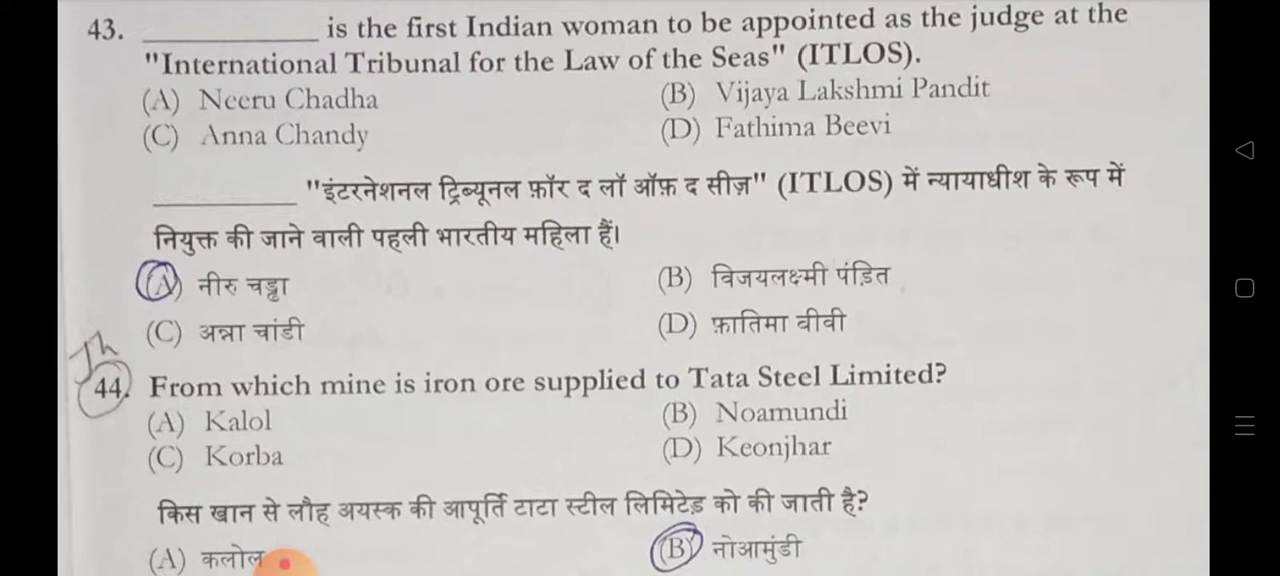 43. ____________ is the first Indian woman to be appointed as the judge at the
"International Tribunal for the Law of the Seas" (ITLOS).
(A) Neeru Chadha (B) Vijaya Lakshmi Pandit
(C) Anna Chandy (D) Fathima Beevi
____________ "इंटरनेशनल ट्रिब्यूनल फ़ॉर द लॉ ऑफ़ द सीज़" (ITLOS) में न्यायाधीश के रूप में
नियुक्त की जाने वाली पहली भारतीय महिला हैं।
(A) नीरु चड्ढा (B) विजयलक्ष्मी पंड़ित
(C) अन्ना चांडी (D) फ़ातिमा बीवी
Jh
44. From which mine is iron ore supplied to Tata Steel Limited?
(A) Kalol (B) Noamundi
(C) Korba (D) Keonjhar
किस खान से लौह अयस्क की आपूर्ति टाटा स्टील लिमिटेड़ को की जाती है?
(A) कलोल (B) नोआमुंडी